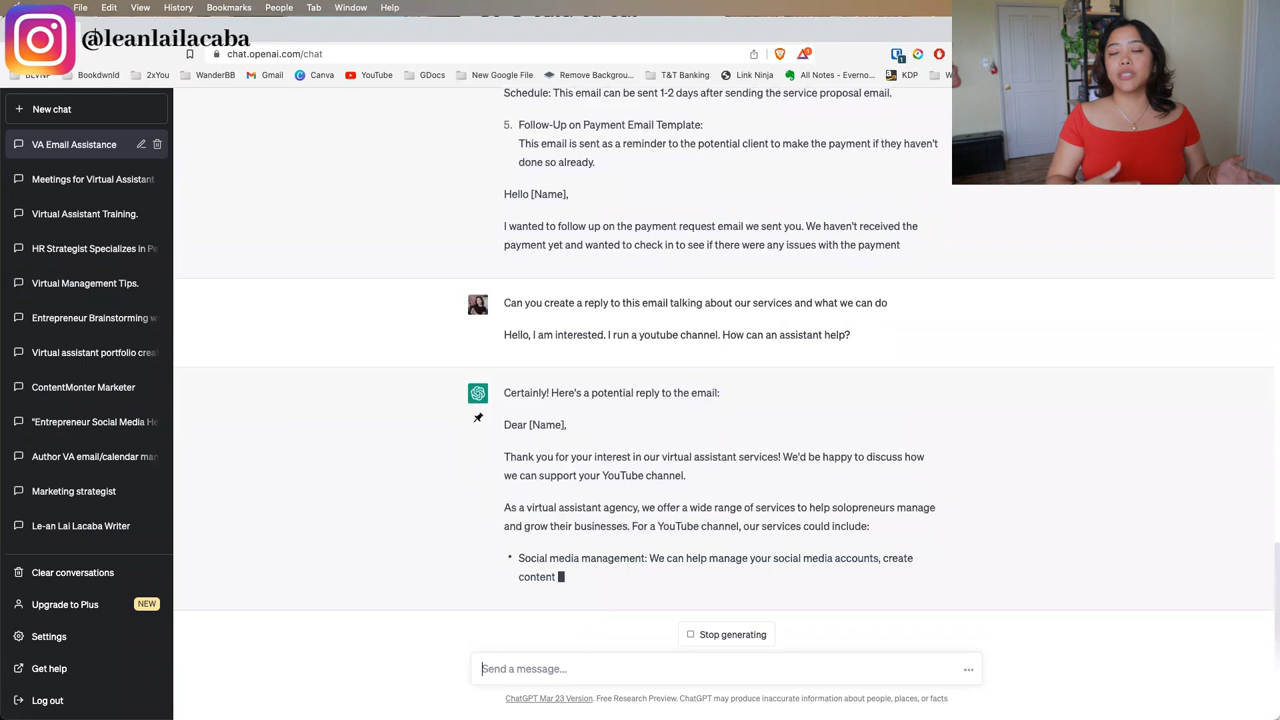 @leanlailacaba
Edit
View
History
Bookmarks
Tab
Window
Help
chat.openai.com/chat
Bookdwnld
2xYou
WanderBB
Gmail
Canva
YouTube
GDocs
New Google File
Remove Backgrou...
T&T Banking
Link Ninja
All Notes - Everno...
KDP
New chat
VA Email Assistance
Meetings for Virtual Assistant
Virtual Assistant Training.
HR Strategist Specializes in Pe
Virtual Management Tips.
Entrepreneur Brainstorming w
Virtual assistant portfolio crea
ContentMonter Marketer
"Entrepreneur Social Media He
Author VA email/calendar man
Marketing strategist
Le-an Lai Lacaba Writer
Clear conversations
Upgrade to Plus
NEW
Settings
Get help
Log out
Schedule: This email can be sent 1-2 days after sending the service proposal email.
5. Follow-Up on Payment Email Template:
This email is sent as a reminder to the potential client to make the payment if they haven't
done so already.
Hello [Name],
I wanted to follow up on the payment request email we sent you. We haven't received the
payment yet and wanted to check in to see if there were any issues with the payment
Can you create a reply to this email talking about our services and what we can do
Hello, I am interested. I run a youtube channel. How can an assistant help?
Certainly! Here's a potential reply to the email:
Dear [Name],
Thank you for your interest in our virtual assistant services! We'd be happy to discuss how
we can support your YouTube channel.
As a virtual assistant agency, we offer a wide range of services to help solopreneurs manage
and grow their businesses. For a YouTube channel, our services could include:
• Social media management: We can help manage your social media accounts, create
content
Stop generating
Send a message...
ChatGPT Mar 23 Version. Free Research Preview. ChatGPT may produce inaccurate information about people, places, or facts